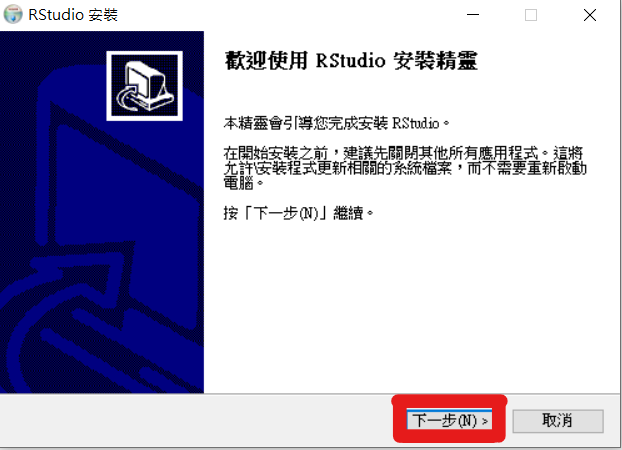 RStudio 安裝
歡迎使用 RStudio 安裝精靈
本精靈會引導您完成安裝 RStudio。
在開始安裝之前，建議先關閉其他所有應用程式。這將
允許\安裝程式更新相關的系統檔案，而不需要重新啟動
電腦。
按「下一步(N)」繼續。
下一步(N) >
取消